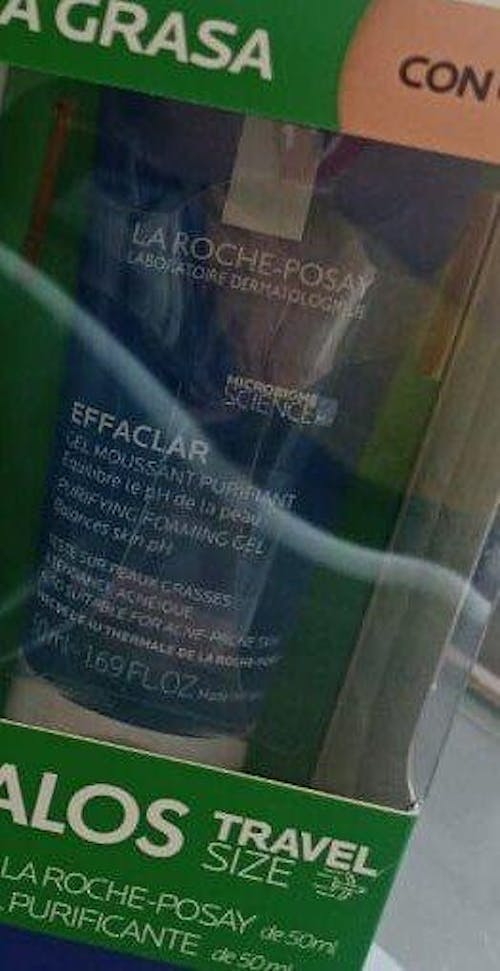 A GRASA
CON
LA ROCHE-POSAY
LABORATOIRE DERMATOLOGIQUE
MICROBIOME
SCIENCE
EFFACLAR
GEL MOUSSANT PURIFIANT
Équilibre le pH de la peau
PURIFYING FOAMING GEL
Balances skin pH
PEAUX GRASSES
ACNÉIQUE
SUITABLE FOR ACNE PRONE
EAU THERMALE DE LA ROCHE-
1.69 FL.OZ Made
ALOS TRAVEL
SIZE
LA ROCHE-POSAY de 50ml
PURIFICANTE de 50ml